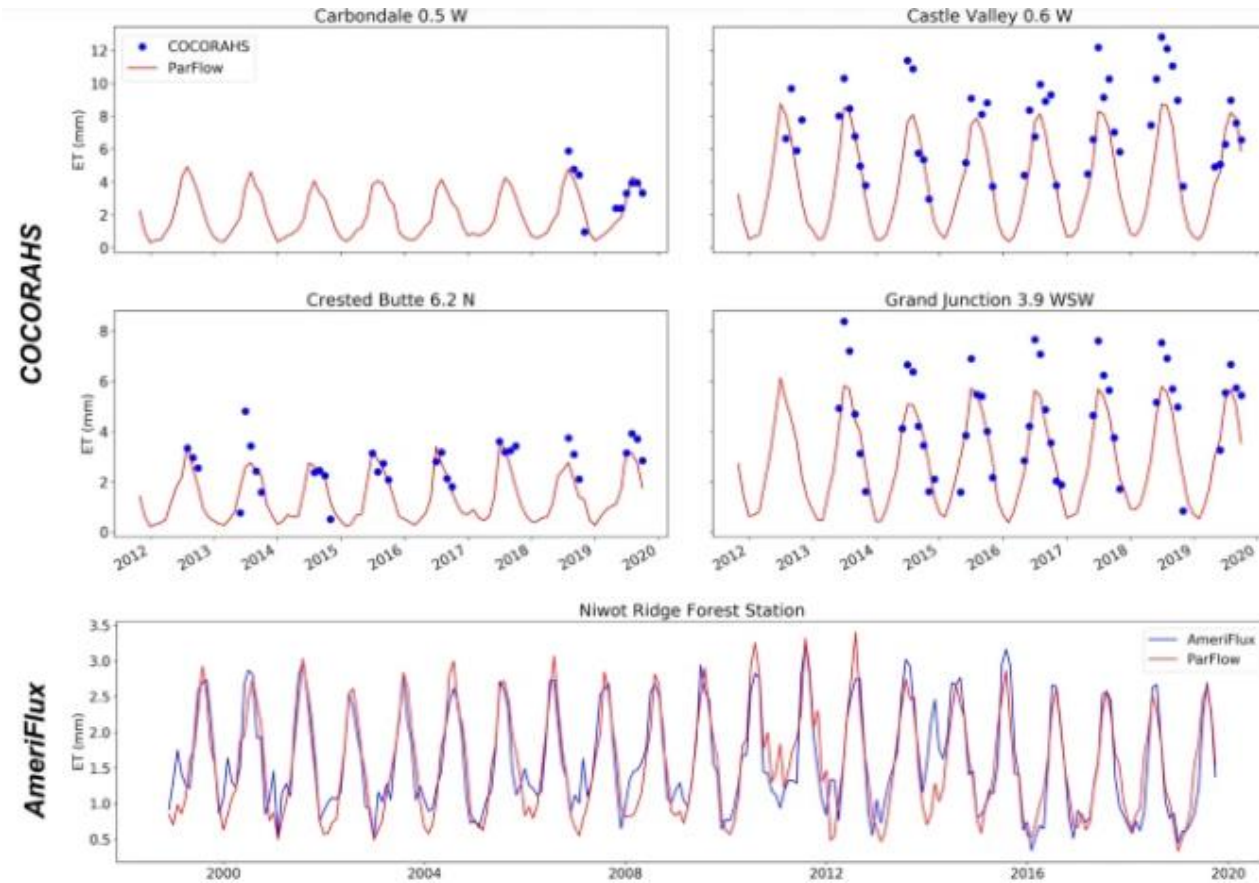 Carbondale 0.5 W
Castle Valley 0.6 W
COCORAHS
ParFlow
ET (mm)
12
10
8
6
4
2
0
COCORAHS
Crested Butte 6.2 N
Grand Junction 3.9 WSW
ET (mm)
8
6
4
2
0
2012 2013 2014 2015 2016 2017 2018 2019 2020
2012 2013 2014 2015 2016 2017 2018 2019 2020
AmeriFlux
Niwot Ridge Forest Station
AmeriFlux
ParFlow
ET (mm)
3.5
3.0
2.5
2.0
1.5
1.0
0.5
2000 2004 2008 2012 2016 2020